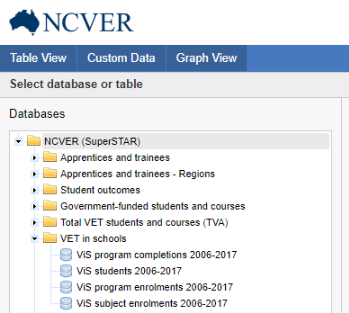 NCVER
Table View Custom Data Graph View
Select database or table
Databases
NCVER (SuperSTAR)
Apprentices and trainees
Apprentices and trainees - Regions
Student outcomes
Government-funded students and courses
Total VET students and courses (TVA)
VET in schools
ViS program completions 2006-2017
ViS students 2006-2017
ViS program enrolments 2006-2017
ViS subject enrolments 2006-2017